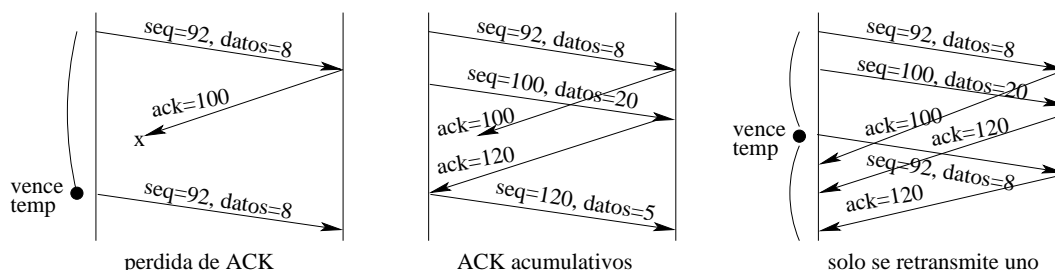 seq=92, datos=8
ack=100
x
vence
temp
seq=92, datos=8
perdida de ACK
seq=92, datos=8
seq=100, datos=20
ack=100
ack=120
seq=120, datos=5
ACK acumulativos
seq=92, datos=8
seq=100, datos=20
vence
temp
ack=100
ack=120
seq=92, datos=8
ack=120
solo se retransmite uno